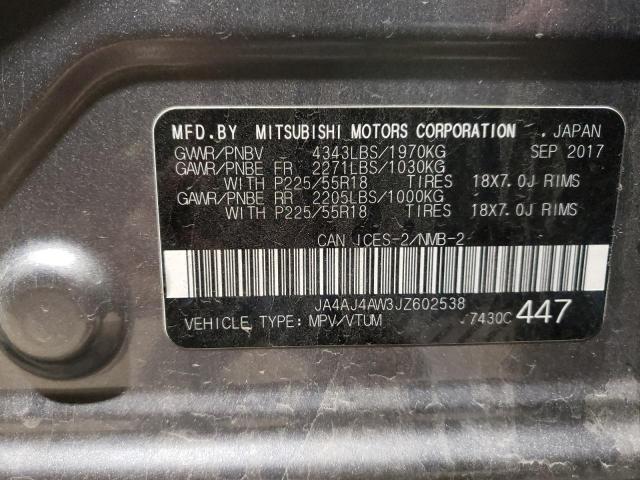 MFD.BY MITSUBISHI MOTORS CORPORATION . JAPAN
GVWR/PNBV 4343LBS/1970KG SEP 2017
GAWR/PNBE FR 2271LBS/1030KG
WITH P225/55R18 TIRES 18X7.0J RIMS
GAWR/PNBE RR 2205LBS/1000KG
WITH P225/55R18 TIRES 18X7.0J RIMS
CAN ICES-2/NMB-2
JA4AJ4AW3JZ602538
VEHICLE TYPE: MPV/VTUM 7430C 447